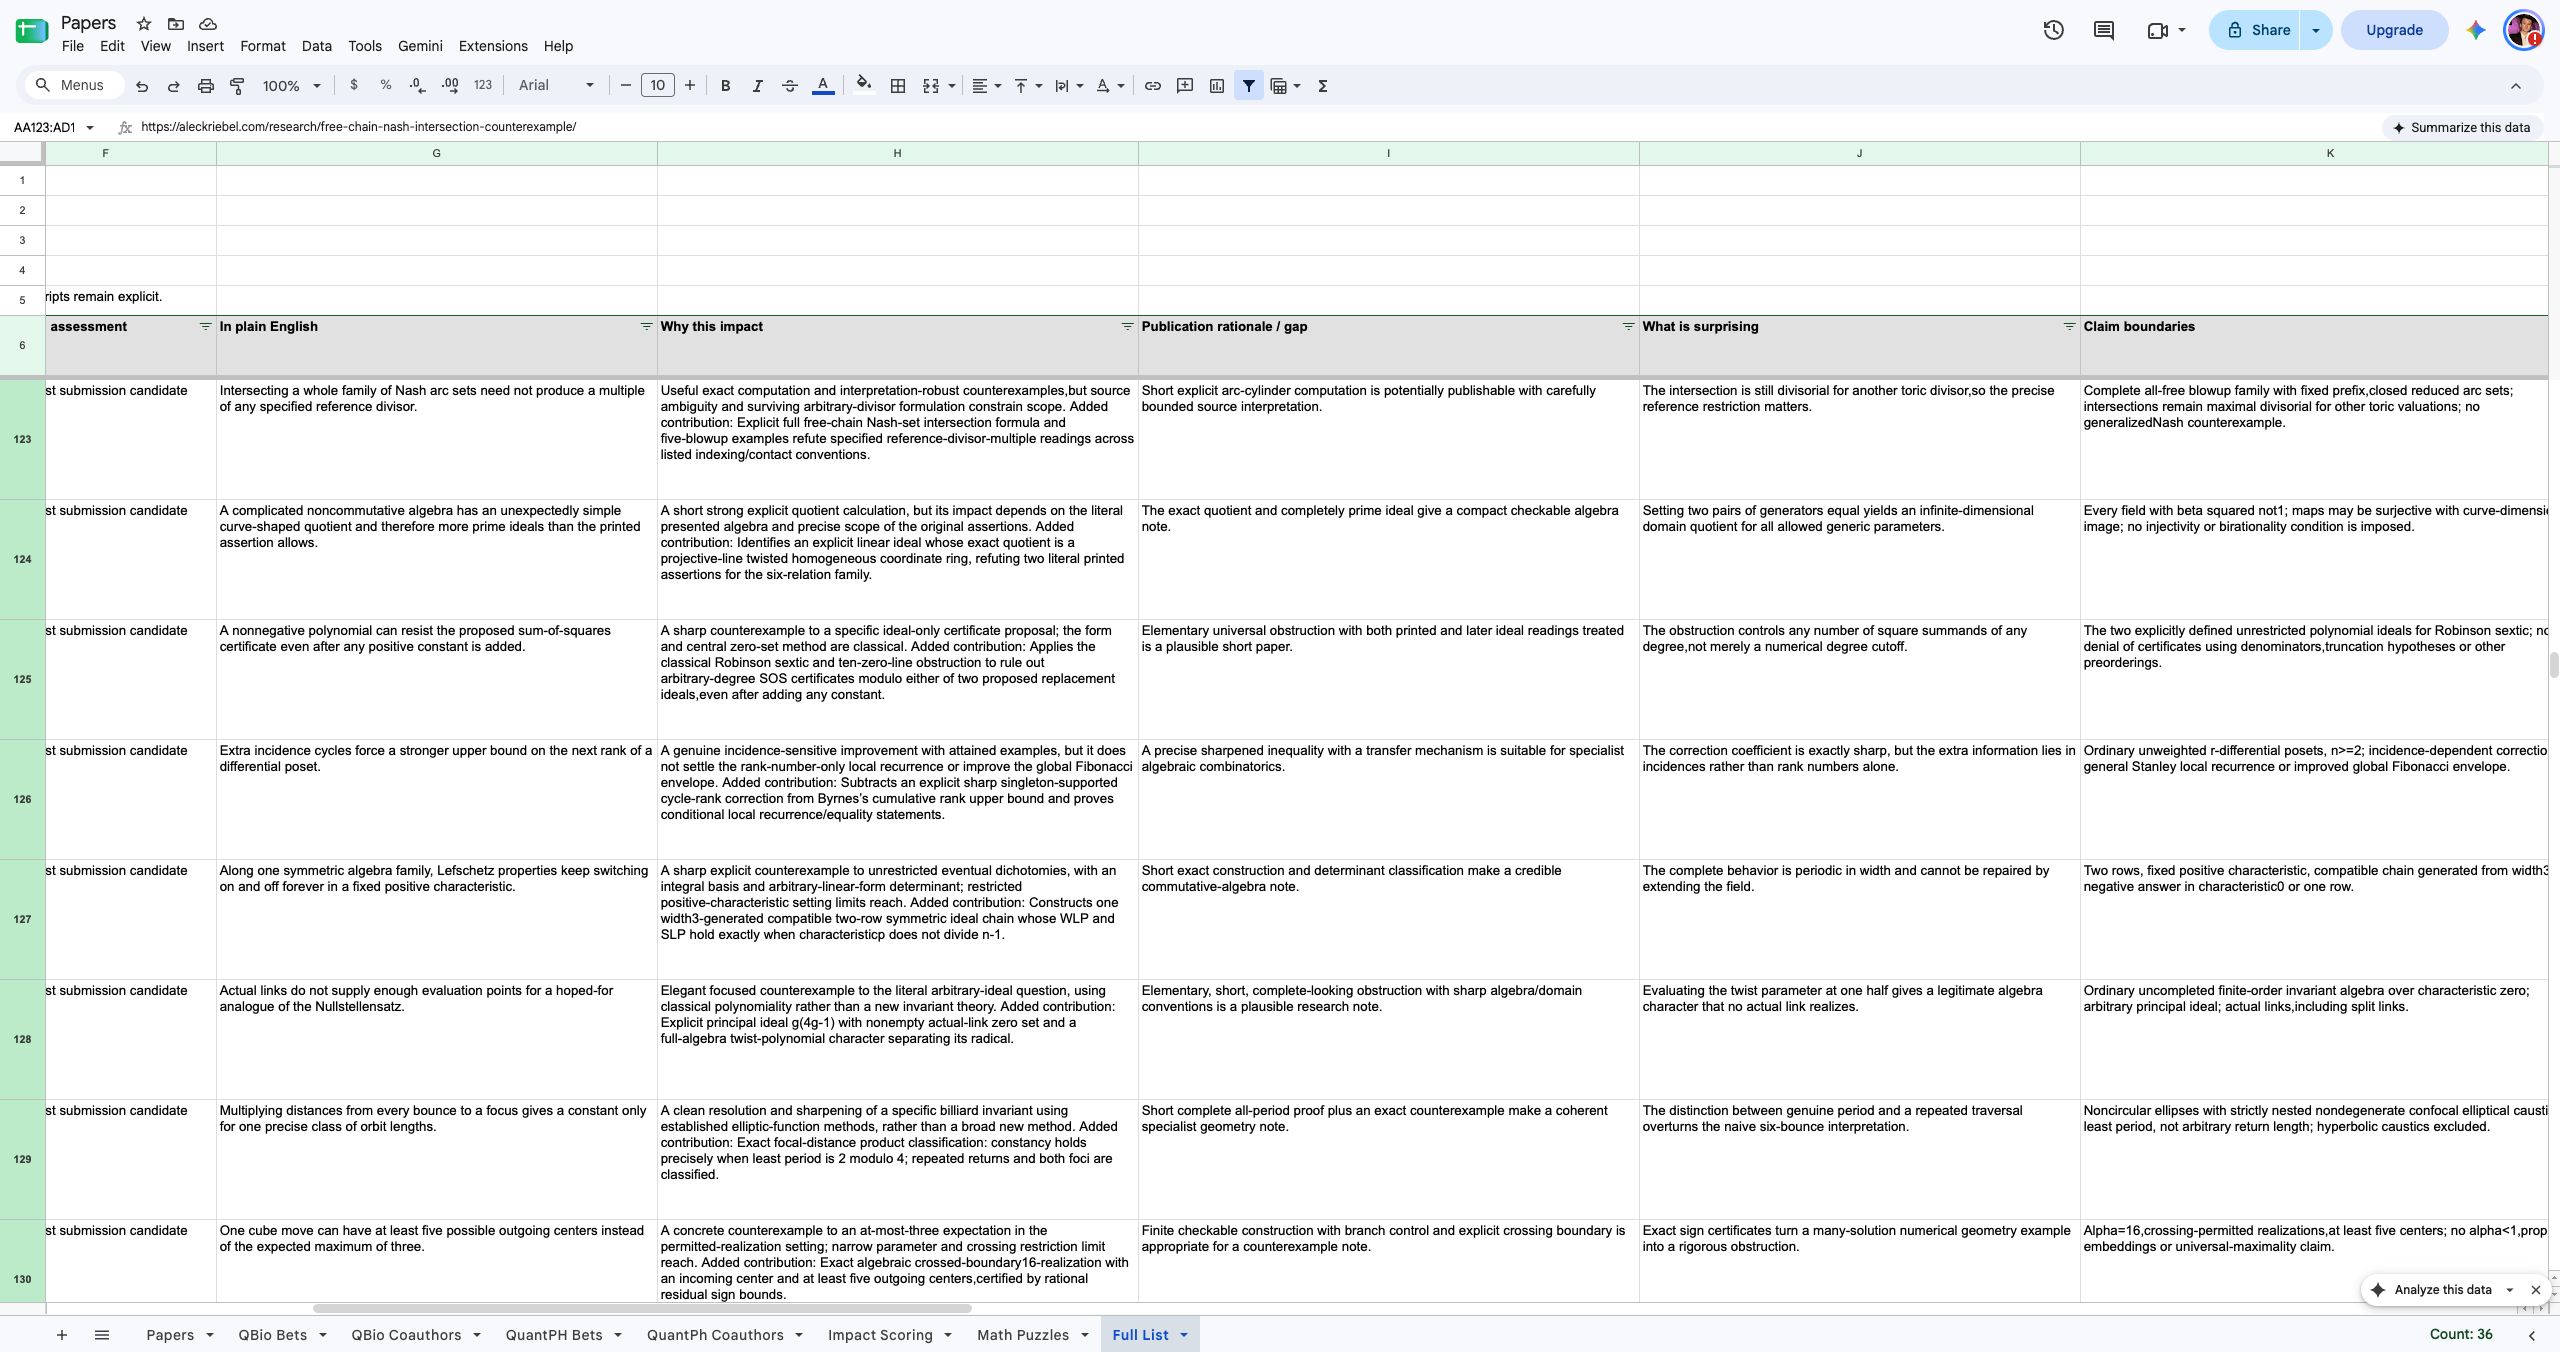 Papers
File Edit View Insert Format Data Tools Gemini Extensions Help
Share
Upgrade
Menus
100%
$ % .0 .00 123
Arial
10
B I A
AA123:AD1
fx https://aleckriebel.com/research/free-chain-nash-intersection-counterexample/
Summarize this data
F G H I J K
1
2
3
4
5 ripts remain explicit.
6 assessment In plain English Why this impact Publication rationale / gap What is surprising Claim boundaries
123
st submission candidate
Intersecting a whole family of Nash arc sets need not produce a multiple
of any specified reference divisor.
Useful exact computation and interpretation-robust counterexamples,but source
ambiguity and surviving arbitrary-divisor formulation constrain scope. Added
contribution: Explicit full free-chain Nash-set intersection formula and
five-blowup examples refute specified reference-divisor-multiple readings across
listed indexing/contact conventions.
Short explicit arc-cylinder computation is potentially publishable with carefully
bounded source interpretation.
The intersection is still divisorial for another toric divisor,so the precise
reference restriction matters.
Complete all-free blowup family with fixed prefix,closed reduced arc sets;
intersections remain maximal divisorial for other toric valuations; no
generalizedNash counterexample.
124
st submission candidate
A complicated noncommutative algebra has an unexpectedly simple
curve-shaped quotient and therefore more prime ideals than the printed
assertion allows.
A short strong explicit quotient calculation, but its impact depends on the literal
presented algebra and precise scope of the original assertions. Added
contribution: Identifies an explicit linear ideal whose exact quotient is a
projective-line twisted homogeneous coordinate ring, refuting two literal printed
assertions for the six-relation family.
The exact quotient and completely prime ideal give a compact checkable algebra
note.
Setting two pairs of generators equal yields an infinite-dimensional
domain quotient for all allowed generic parameters.
Every field with beta squared not1; maps may be surjective with curve-dimensi
image; no injectivity or birationality condition is imposed.
125
st submission candidate
A nonnegative polynomial can resist the proposed sum-of-squares
certificate even after any positive constant is added.
A sharp counterexample to a specific ideal-only certificate proposal; the form
and central zero-set method are classical. Added contribution: Applies the
classical Robinson sextic and ten-zero-line obstruction to rule out
arbitrary-degree SOS certificates modulo either of two proposed replacement
ideals,even after adding any constant.
Elementary universal obstruction with both printed and later ideal readings treated
is a plausible short paper.
The obstruction controls any number of square summands of any
degree,not merely a numerical degree cutoff.
The two explicitly defined unrestricted polynomial ideals for Robinson sextic; no
denial of certificates using denominators,truncation hypotheses or other
preorderings.
126
st submission candidate
Extra incidence cycles force a stronger upper bound on the next rank of a
differential poset.
A genuine incidence-sensitive improvement with attained examples, but it does
not settle the rank-number-only local recurrence or improve the global Fibonacci
envelope. Added contribution: Subtracts an explicit sharp singleton-supported
cycle-rank correction from Byrnes's cumulative rank upper bound and proves
conditional local recurrence/equality statements.
A precise sharpened inequality with a transfer mechanism is suitable for specialist
algebraic combinatorics.
The correction coefficient is exactly sharp, but the extra information lies in
incidences rather than rank numbers alone.
Ordinary unweighted r-differential posets, n>=2; incidence-dependent correctio
general Stanley local recurrence or improved global Fibonacci envelope.
127
st submission candidate
Along one symmetric algebra family, Lefschetz properties keep switching
on and off forever in a fixed positive characteristic.
A sharp explicit counterexample to unrestricted eventual dichotomies, with an
integral basis and arbitrary-linear-form determinant; restricted
positive-characteristic setting limits reach. Added contribution: Constructs one
width3-generated compatible two-row symmetric ideal chain whose WLP and
SLP hold exactly when characteristicp does not divide n-1.
Short exact construction and determinant classification make a credible
commutative-algebra note.
The complete behavior is periodic in width and cannot be repaired by
extending the field.
Two rows, fixed positive characteristic, compatible chain generated from width3
negative answer in characteristic0 or one row.
128
st submission candidate
Actual links do not supply enough evaluation points for a hoped-for
analogue of the Nullstellensatz.
Elegant focused counterexample to the literal arbitrary-ideal question, using
classical polynomiality rather than a new invariant theory. Added contribution:
Explicit principal ideal g(4g-1) with nonempty actual-link zero set and a
full-algebra twist-polynomial character separating its radical.
Elementary, short, complete-looking obstruction with sharp algebra/domain
conventions is a plausible research note.
Evaluating the twist parameter at one half gives a legitimate algebra
character that no actual link realizes.
Ordinary uncompleted finite-order invariant algebra over characteristic zero;
arbitrary principal ideal; actual links,including split links.
129
st submission candidate
Multiplying distances from every bounce to a focus gives a constant only
for one precise class of orbit lengths.
A clean resolution and sharpening of a specific billiard invariant using
established elliptic-function methods, rather than a broad new method. Added
contribution: Exact focal-distance product classification: constancy holds
precisely when least period is 2 modulo 4; repeated returns and both foci are
classified.
Short complete all-period proof plus an exact counterexample make a coherent
specialist geometry note.
The distinction between genuine period and a repeated traversal
overturns the naive six-bounce interpretation.
Noncircular ellipses with strictly nested nondegenerate confocal elliptical causti
least period, not arbitrary return length; hyperbolic caustics excluded.
130
st submission candidate
One cube move can have at least five possible outgoing centers instead
of the expected maximum of three.
A concrete counterexample to an at-most-three expectation in the
permitted-realization setting; narrow parameter and crossing restriction limit
reach. Added contribution: Exact algebraic crossed-boundary16-realization with
an incoming center and at least five outgoing centers,certified by rational
residual sign bounds.
Finite checkable construction with branch control and explicit crossing boundary is
appropriate for a counterexample note.
Exact sign certificates turn a many-solution numerical geometry example
into a rigorous obstruction.
Alpha=16,crossing-permitted realizations,at least five centers; no alpha<1,prop
embeddings or universal-maximality claim.
Analyze this data
Papers QBio Bets QBio Coauthors QuantPH Bets QuantPh Coauthors Impact Scoring Math Puzzles Full List
Count: 36